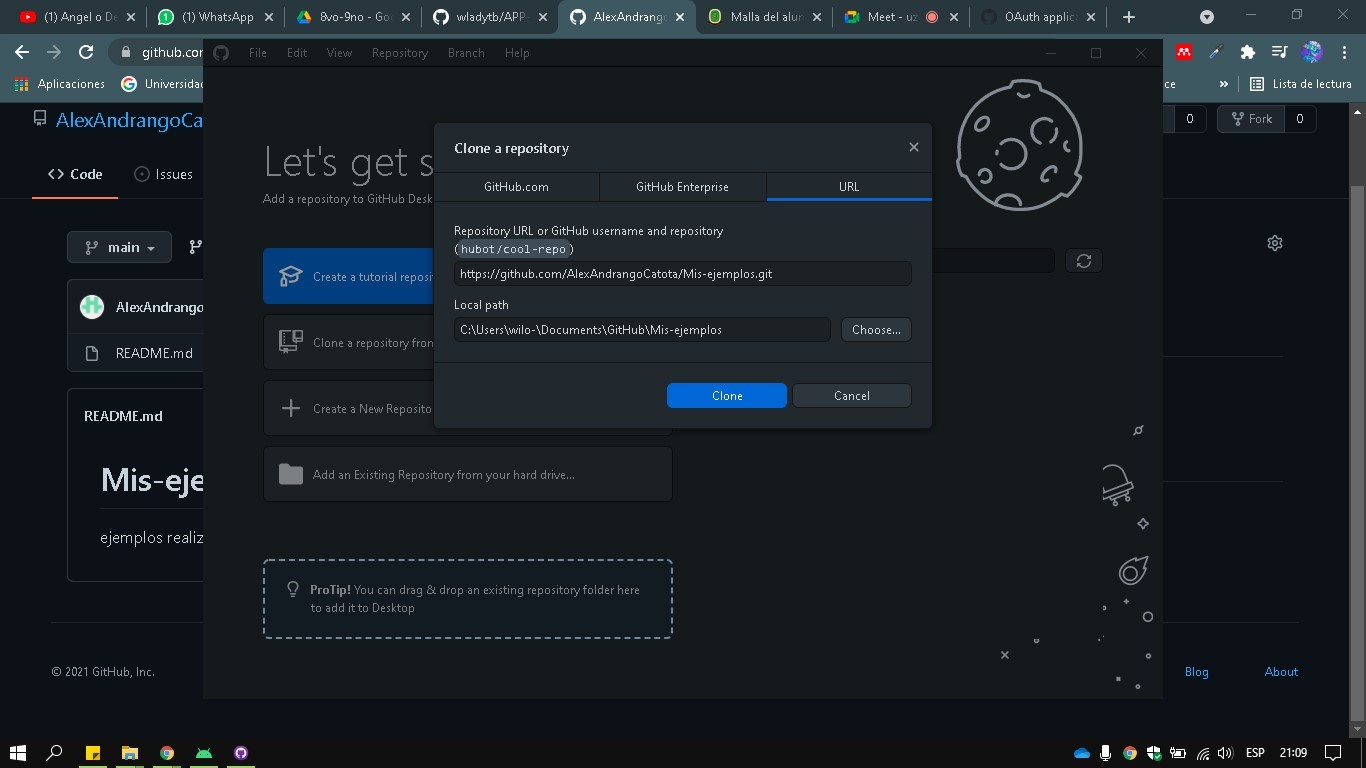 (1) Angel o De
(1) WhatsApp
8vo-9no - Goo
wladytb/APP-
AlexAndrango
Malla del alun
Meet - uz
OAuth applic
github.cor
File Edit View Repository Branch Help
Aplicaciones
Universidad
ce
»
Lista de lectura
AlexAndrangoCa
0
Fork 0
Code
Issues
main
AlexAndrango
README.md
README.md
Mis-eje
ejemplos realiz
Let's get s
Add a repository to GitHub Desk
Create a tutorial reposi
Clone a repository from
Create a New Reposito
Add an Existing Repository from your hard drive...
ProTip! You can drag & drop an existing repository folder here
to add it to Desktop
Clone a repository
GitHub.com
GitHub Enterprise
URL
Repository URL or GitHub username and repository
(hubot/cool-repo)
https://github.com/AlexAndrangoCatota/Mis-ejemplos.git
Local path
C:\Users\wilo-\Documents\GitHub\Mis-ejemplos
Choose...
Clone
Cancel
© 2021 GitHub, Inc.
Blog
About
ESP
21:09